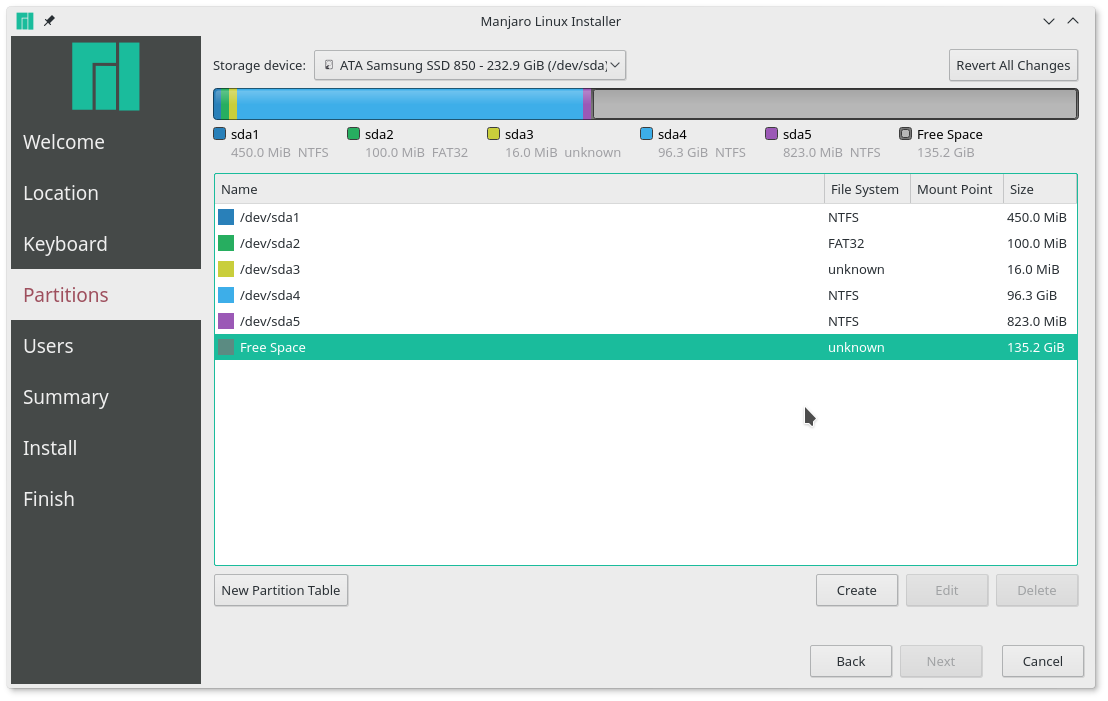 Manjaro Linux Installer
Welcome
Location
Keyboard
Partitions
Users
Summary
Install
Finish
Storage device: ATA Samsung SSD 850 - 232.9 GiB (/dev/sda) Revert All Changes
sda1 sda2 sda3 sda4 sda5 Free Space
450.0 MiB NTFS 100.0 MiB FAT32 16.0 MiB unknown 96.3 GiB NTFS 823.0 MiB NTFS 135.2 GiB
Name File System Mount Point Size
/dev/sda1 NTFS 450.0 MiB
/dev/sda2 FAT32 100.0 MiB
/dev/sda3 unknown 16.0 MiB
/dev/sda4 NTFS 96.3 GiB
/dev/sda5 NTFS 823.0 MiB
Free Space unknown 135.2 GiB
New Partition Table Create Edit Delete
Back Next Cancel